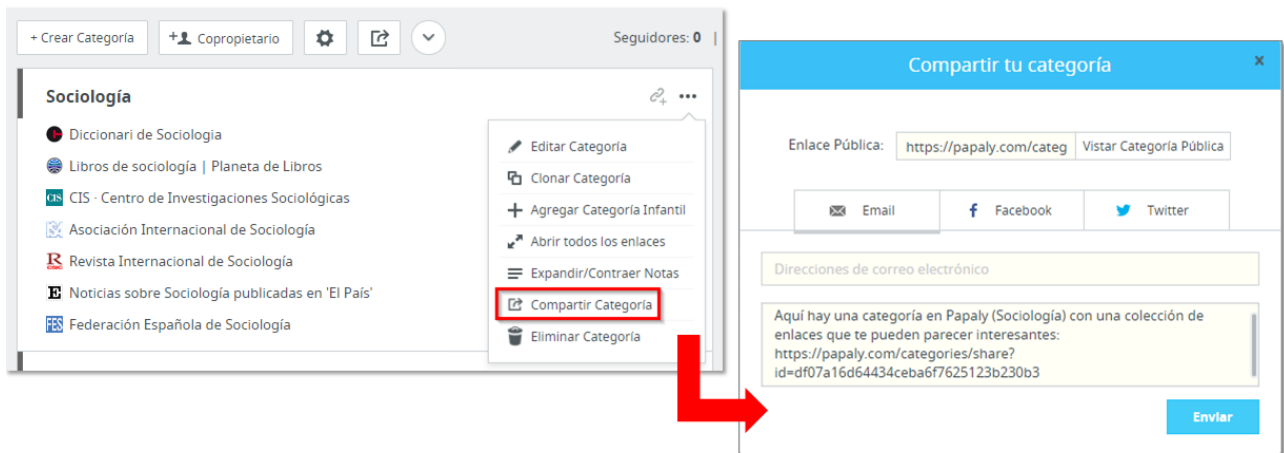 + Crear Categoría
+ Copropietario
Seguidores: 0 |
Sociología
Diccionari de Sociologia
Libros de sociología | Planeta de Libros
CIS CIS · Centro de Investigaciones Sociológicas
Asociación Internacional de Sociología
R Revista Internacional de Sociología
E Noticias sobre Sociología publicadas en 'El País'
FES Federación Española de Sociología
Editar Categoría
Clonar Categoría
Agregar Categoría Infantil
Abrir todos los enlaces
Expandir/Contraer Notas
Compartir Categoría
Eliminar Categoría
Compartir tu categoría x
Enlace Pública: https://papaly.com/categ Vistar Categoría Pública
Email f Facebook Twitter
Direcciones de correo electrónico
Aquí hay una categoría en Papaly (Sociología) con una colección de
enlaces que te pueden parecer interesantes:
https://papaly.com/categories/share?
id=df07a16d64434ceba6f7625123b230b3
Enviar